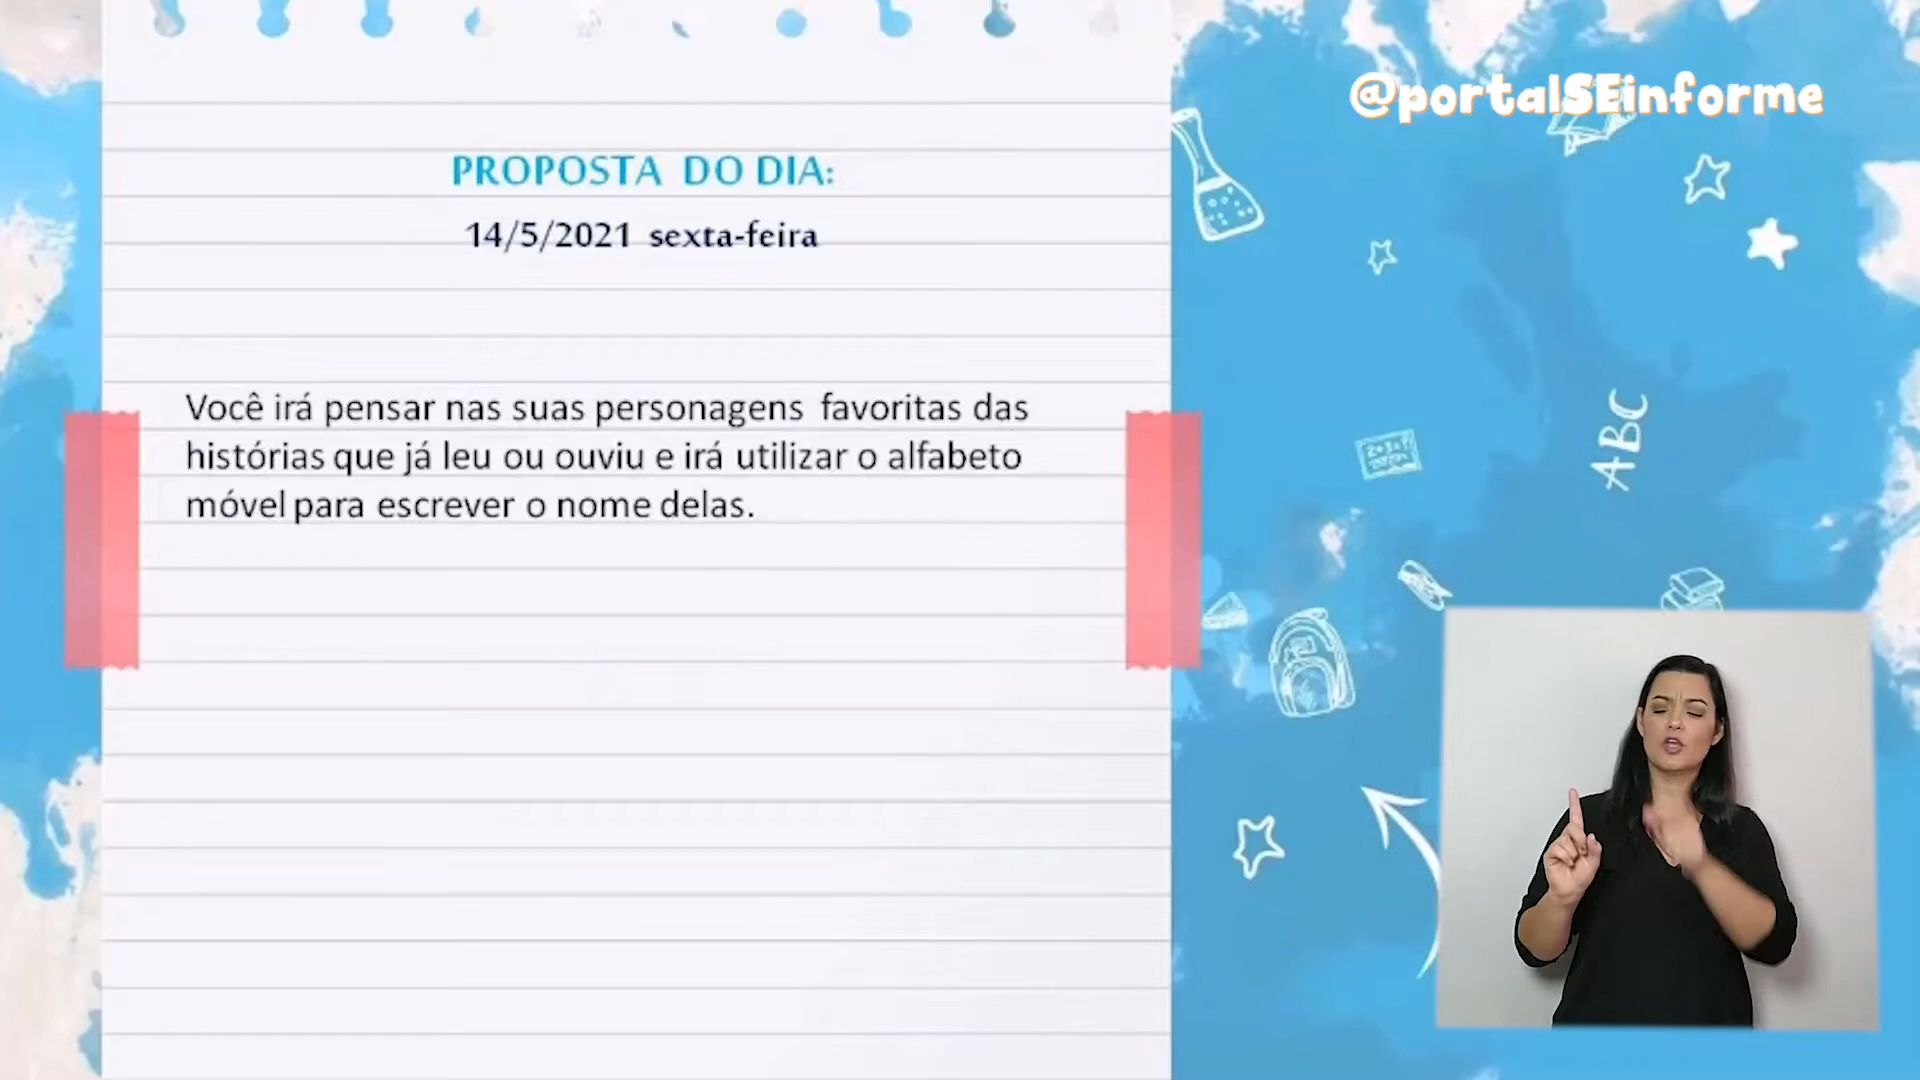 @portalSEinforme
PROPOSTA DO DIA:
14/5/2021 sexta-feira
Você irá pensar nas suas personagens favoritas das
histórias que já leu ou ouviu e irá utilizar o alfabeto
móvel para escrever o nome delas.
ABC